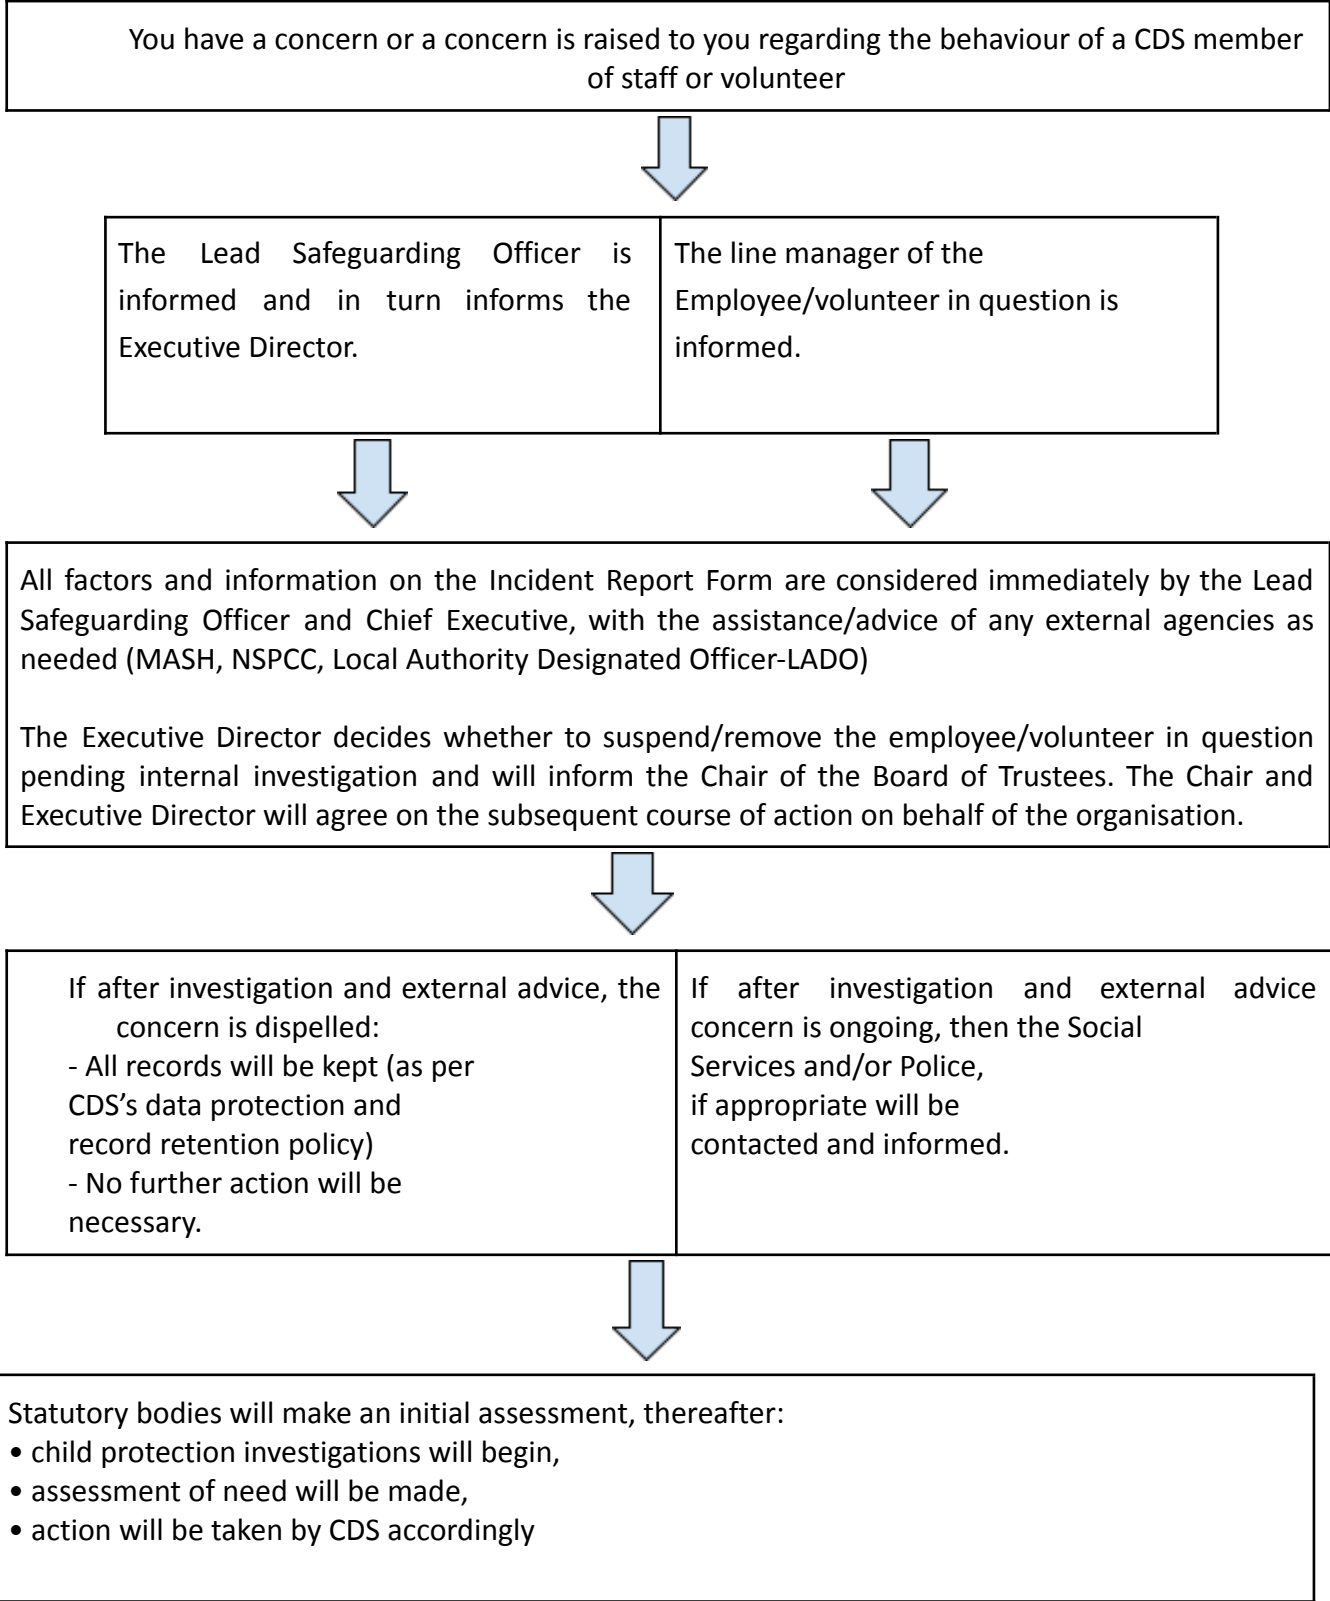 You have a concern or a concern is raised to you regarding the behaviour of a CDS member
of staff or volunteer
The Lead Safeguarding Officer is
informed and in turn informs the
Executive Director.
The line manager of the
Employee/volunteer in question is
informed.
All factors and information on the Incident Report Form are considered immediately by the Lead
Safeguarding Officer and Chief Executive, with the assistance/advice of any external agencies as
needed (MASH, NSPCC, Local Authority Designated Officer-LADO)
The Executive Director decides whether to suspend/remove the employee/volunteer in question
pending internal investigation and will inform the Chair of the Board of Trustees. The Chair and
Executive Director will agree on the subsequent course of action on behalf of the organisation.
If after investigation and external advice, the
concern is dispelled:
- All records will be kept (as per
CDS’s data protection and
record retention policy)
- No further action will be
necessary.
If after investigation and external advice
concern is ongoing, then the Social
Services and/or Police,
if appropriate will be
contacted and informed.
Statutory bodies will make an initial assessment, thereafter:
• child protection investigations will begin,
• assessment of need will be made,
• action will be taken by CDS accordingly